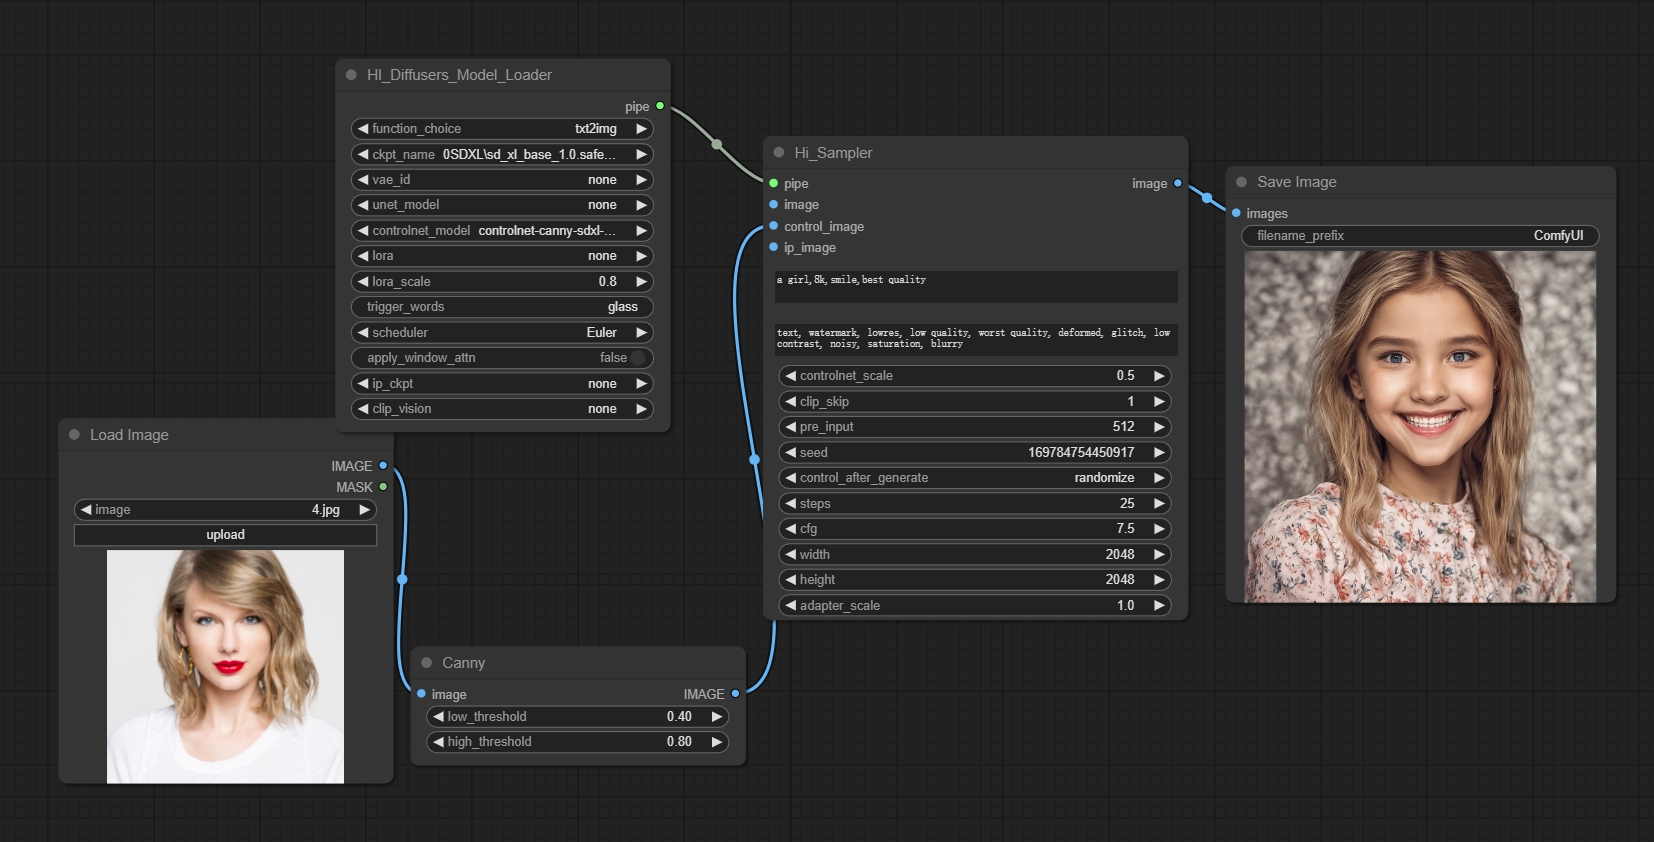 HI_Diffusers_Model_Loader
pipe
function_choice txt2img
ckpt_name 0SDXL\sd_xl_base_1.0.safe...
vae_id none
unet_model none
controlnet_model controlnet-canny-sdxl-...
lora none
lora_scale 0.8
trigger_words glass
scheduler Euler
apply_window_attn false
ip_ckpt none
clip_vision none
Load Image
IMAGE
MASK
image 4.jpg
upload
Canny
image IMAGE
low_threshold 0.40
high_threshold 0.80
Hi_Sampler
pipe image
image
control_image
ip_image
a girl,8k,smile,best quality
text, watermark, lowres, low quality, worst quality, deformed, glitch, low
contrast, noisy, saturation, blurry
controlnet_scale 0.5
clip_skip 1
pre_input 512
seed 169784754450917
control_after_generate randomize
steps 25
cfg 7.5
width 2048
height 2048
adapter_scale 1.0
Save Image
images
filename_prefix ComfyUI